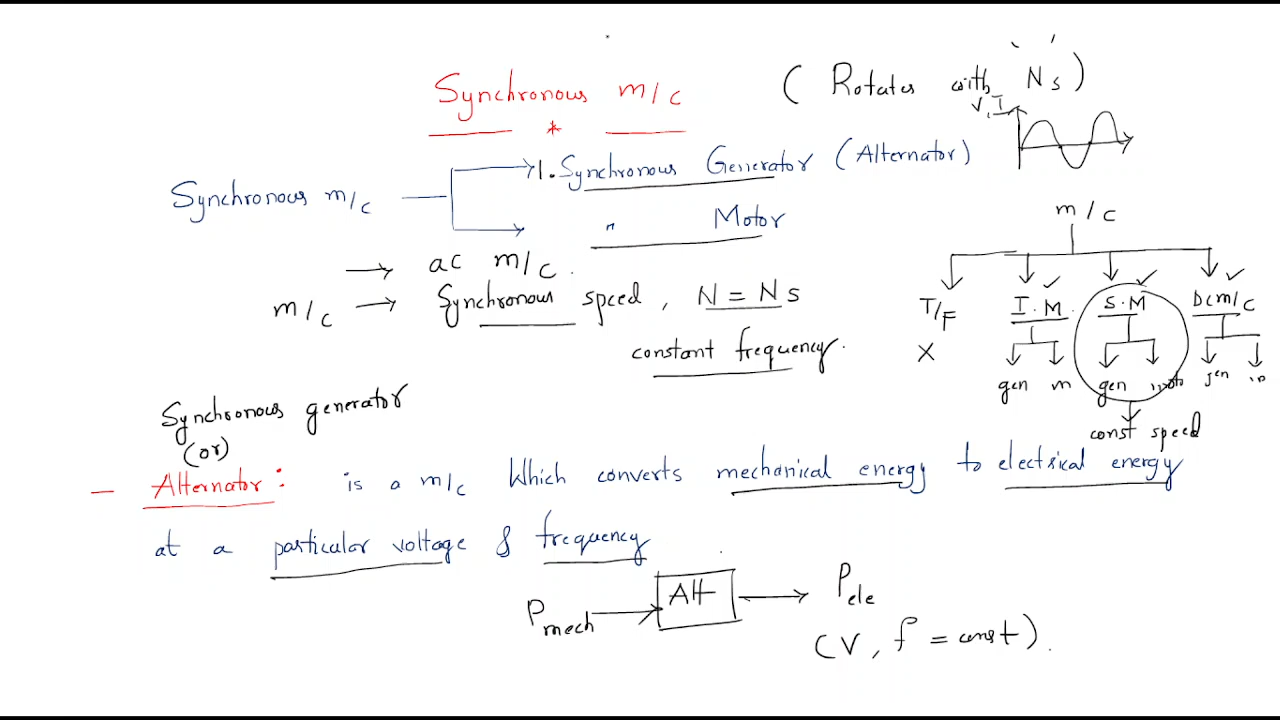 Synchronous m/c ( Rotates with 'Ns')
V, I
Synchronous m/c
1. Synchronous Generator (Alternator)
" Motor
→ ac m/c.
m/c → Synchronous speed, N = Ns
constant frequency.
m/c
T/F I.M S.M DC m/c
X
gen m gen moto gen m
const speed
Synchronous generator
(or)
- Alternator: is a m/c Which converts mechanical energy to electrical energy
at a particular voltage & frequency
Pmech → Alt → Pele
(V, f = const).